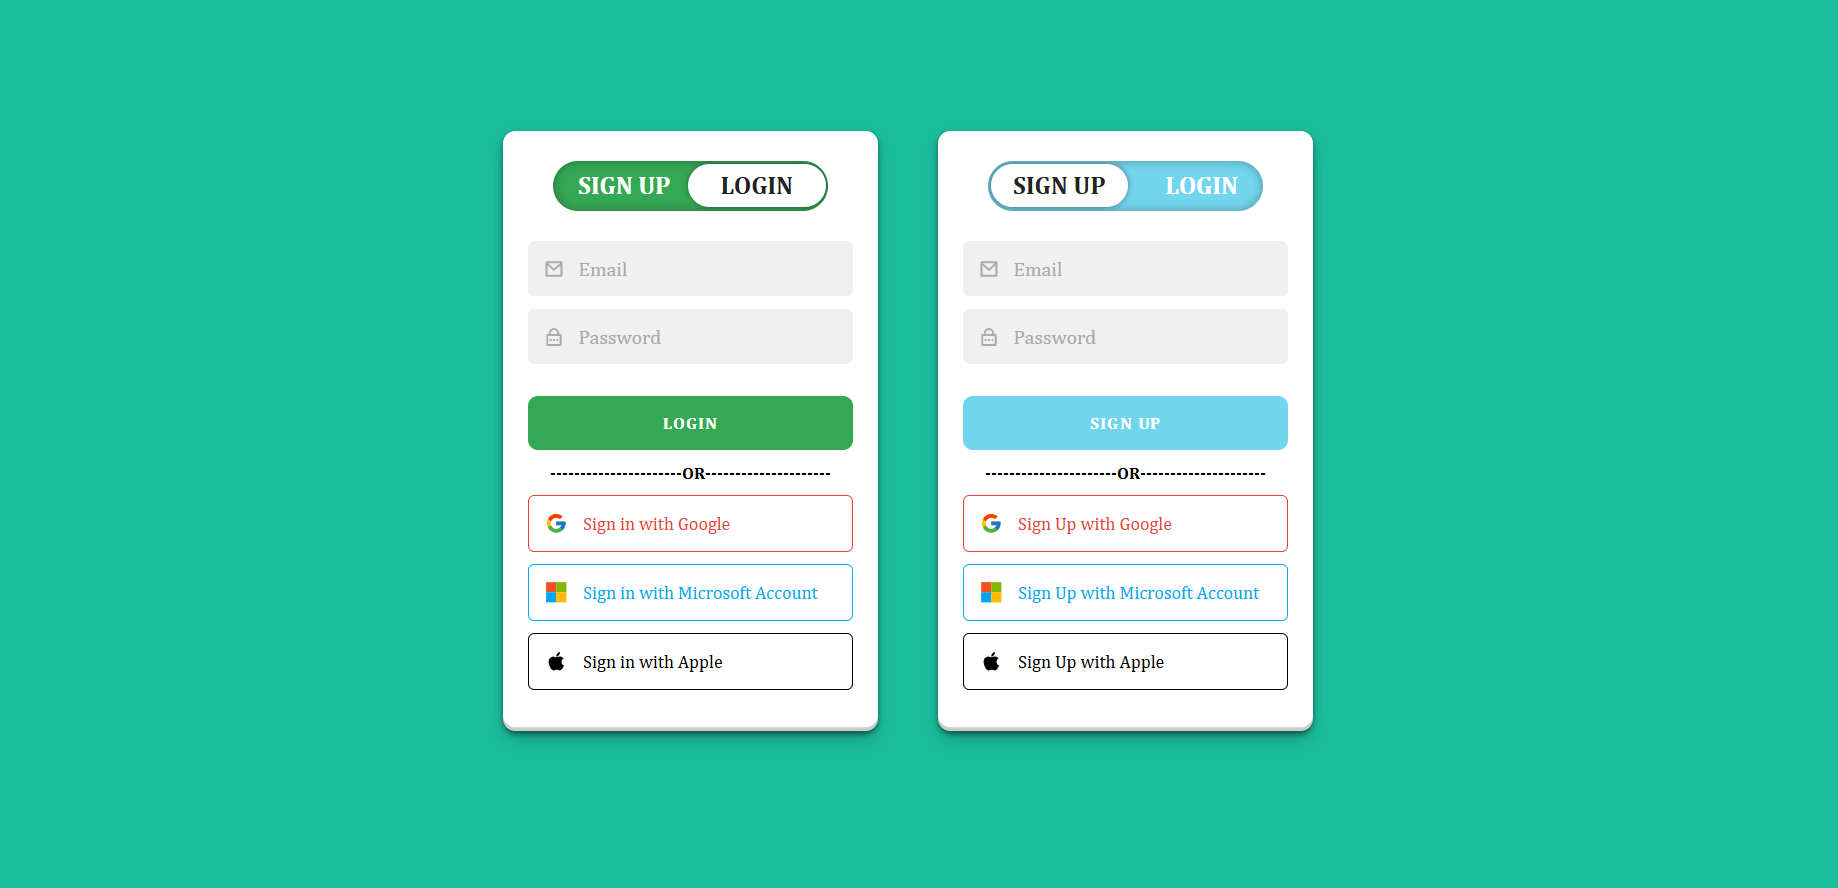 SIGN UP LOGIN
Email
Password
LOGIN
----------------------OR---------------------
Sign in with Google
Sign in with Microsoft Account
Sign in with Apple
SIGN UP LOGIN
Email
Password
SIGN UP
----------------------OR---------------------
Sign Up with Google
Sign Up with Microsoft Account
Sign Up with Apple